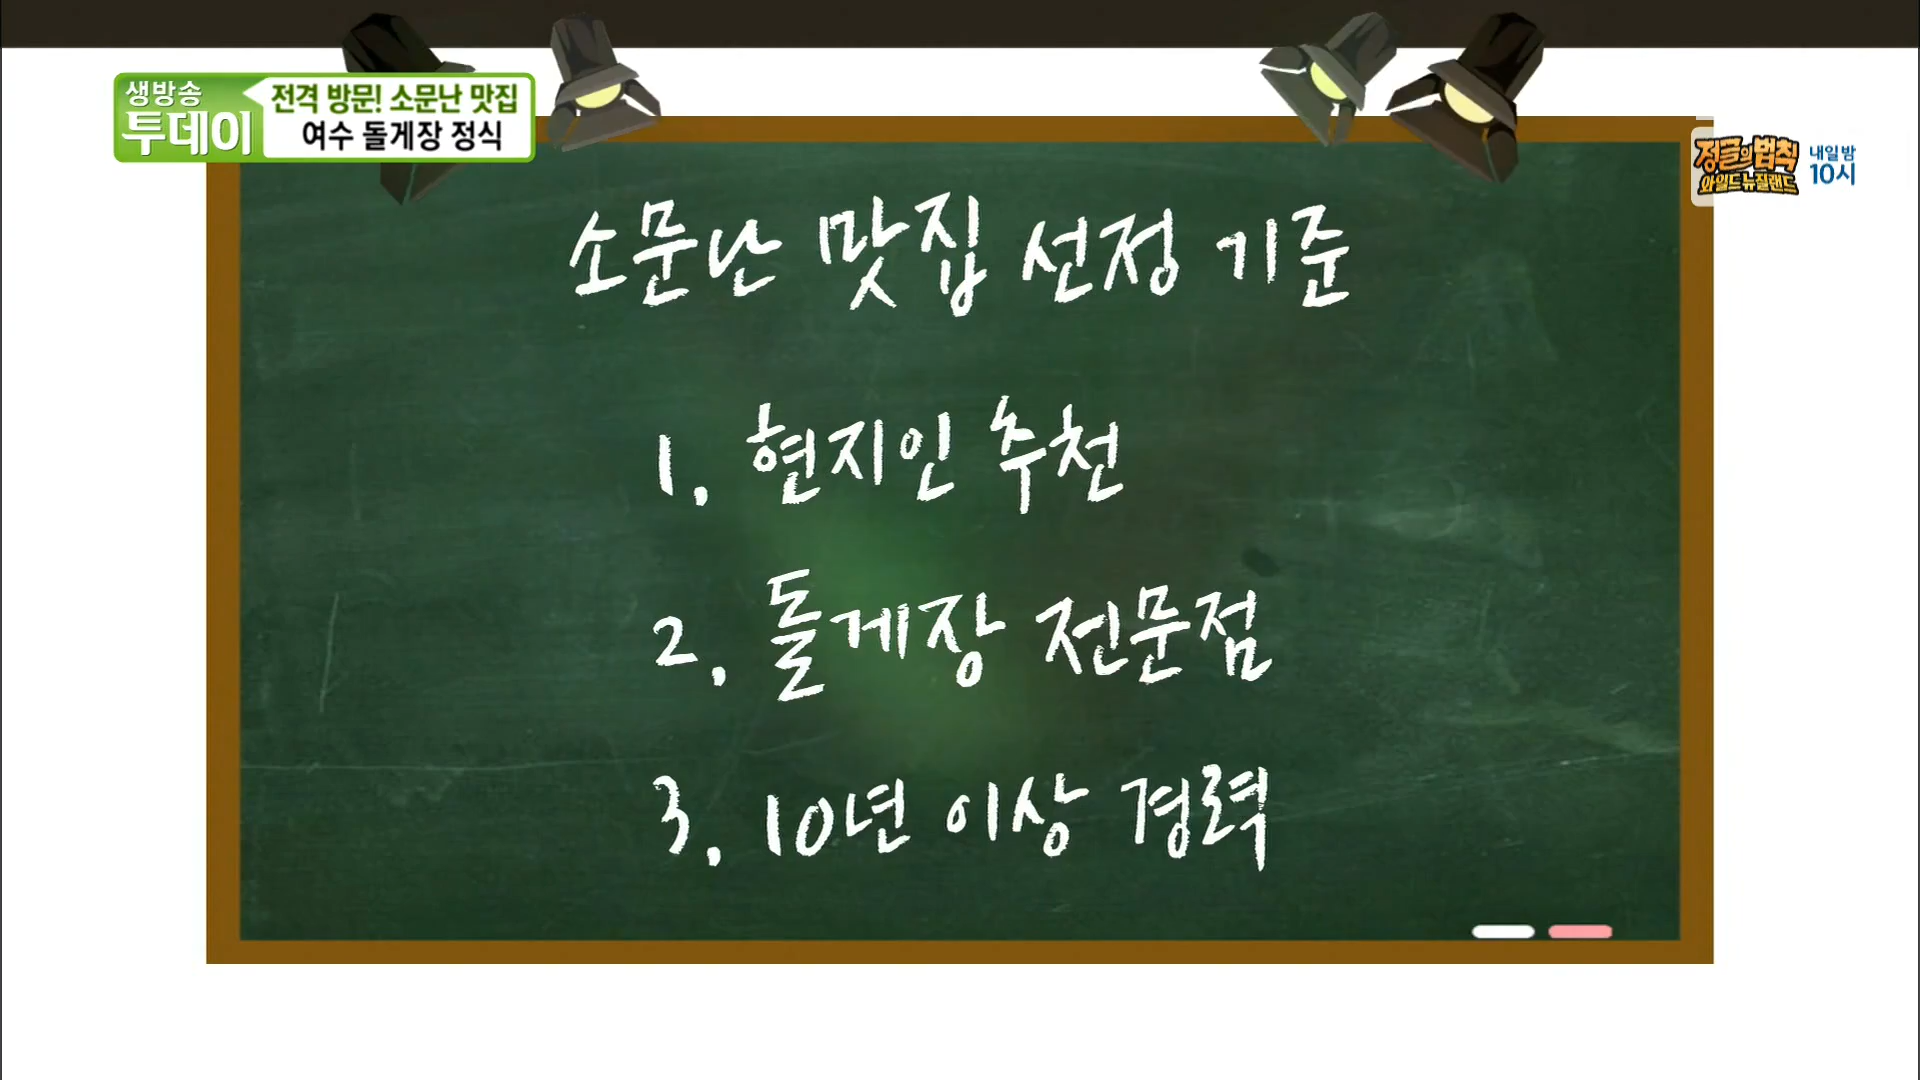 생방송 투데이
전격 방문! 소문난 맛집
여수 돌게장 정식
정글의 법칙
와일드 뉴질랜드
내일 밤
10시
소문난 맛집 선정 기준
1. 현지인 추천
2. 돌게장 전문점
3. 10년 이상 경력